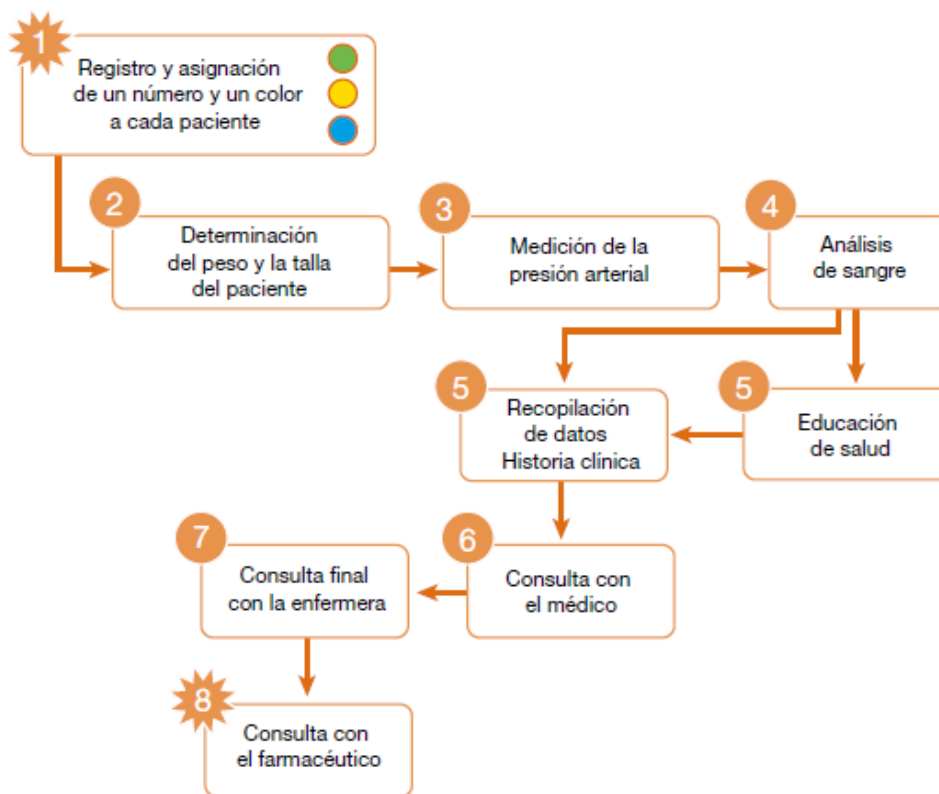 1
Registro y asignación
de un número y un color
a cada paciente
2
Determinación
del peso y la talla
del paciente
3
Medición de la
presión arterial
4
Análisis
de sangre
5
Recopilación
de datos
Historia clínica
5
Educación
de salud
6
Consulta con
el médico
7
Consulta final
con la enfermera
8
Consulta con
el farmacéutico